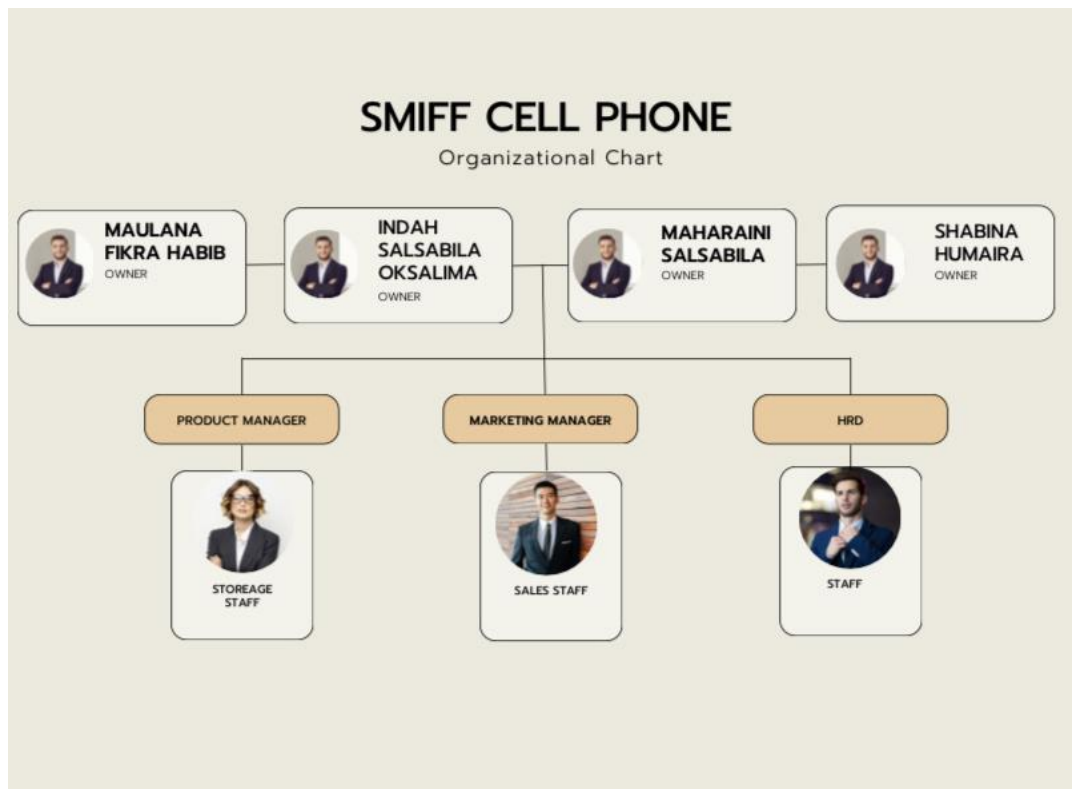 SMIFF CELL PHONE
Organizational Chart
MAULANA
FIKRA HABIB
OWNER
INDAH
SALSABILA
OKSALIMA
OWNER
MAHARAINI
SALSABILA
OWNER
SHABINA
HUMAIRA
OWNER
PRODUCT MANAGER
MARKETING MANAGER
HRD
STOREAGE
STAFF
SALES STAFF
STAFF